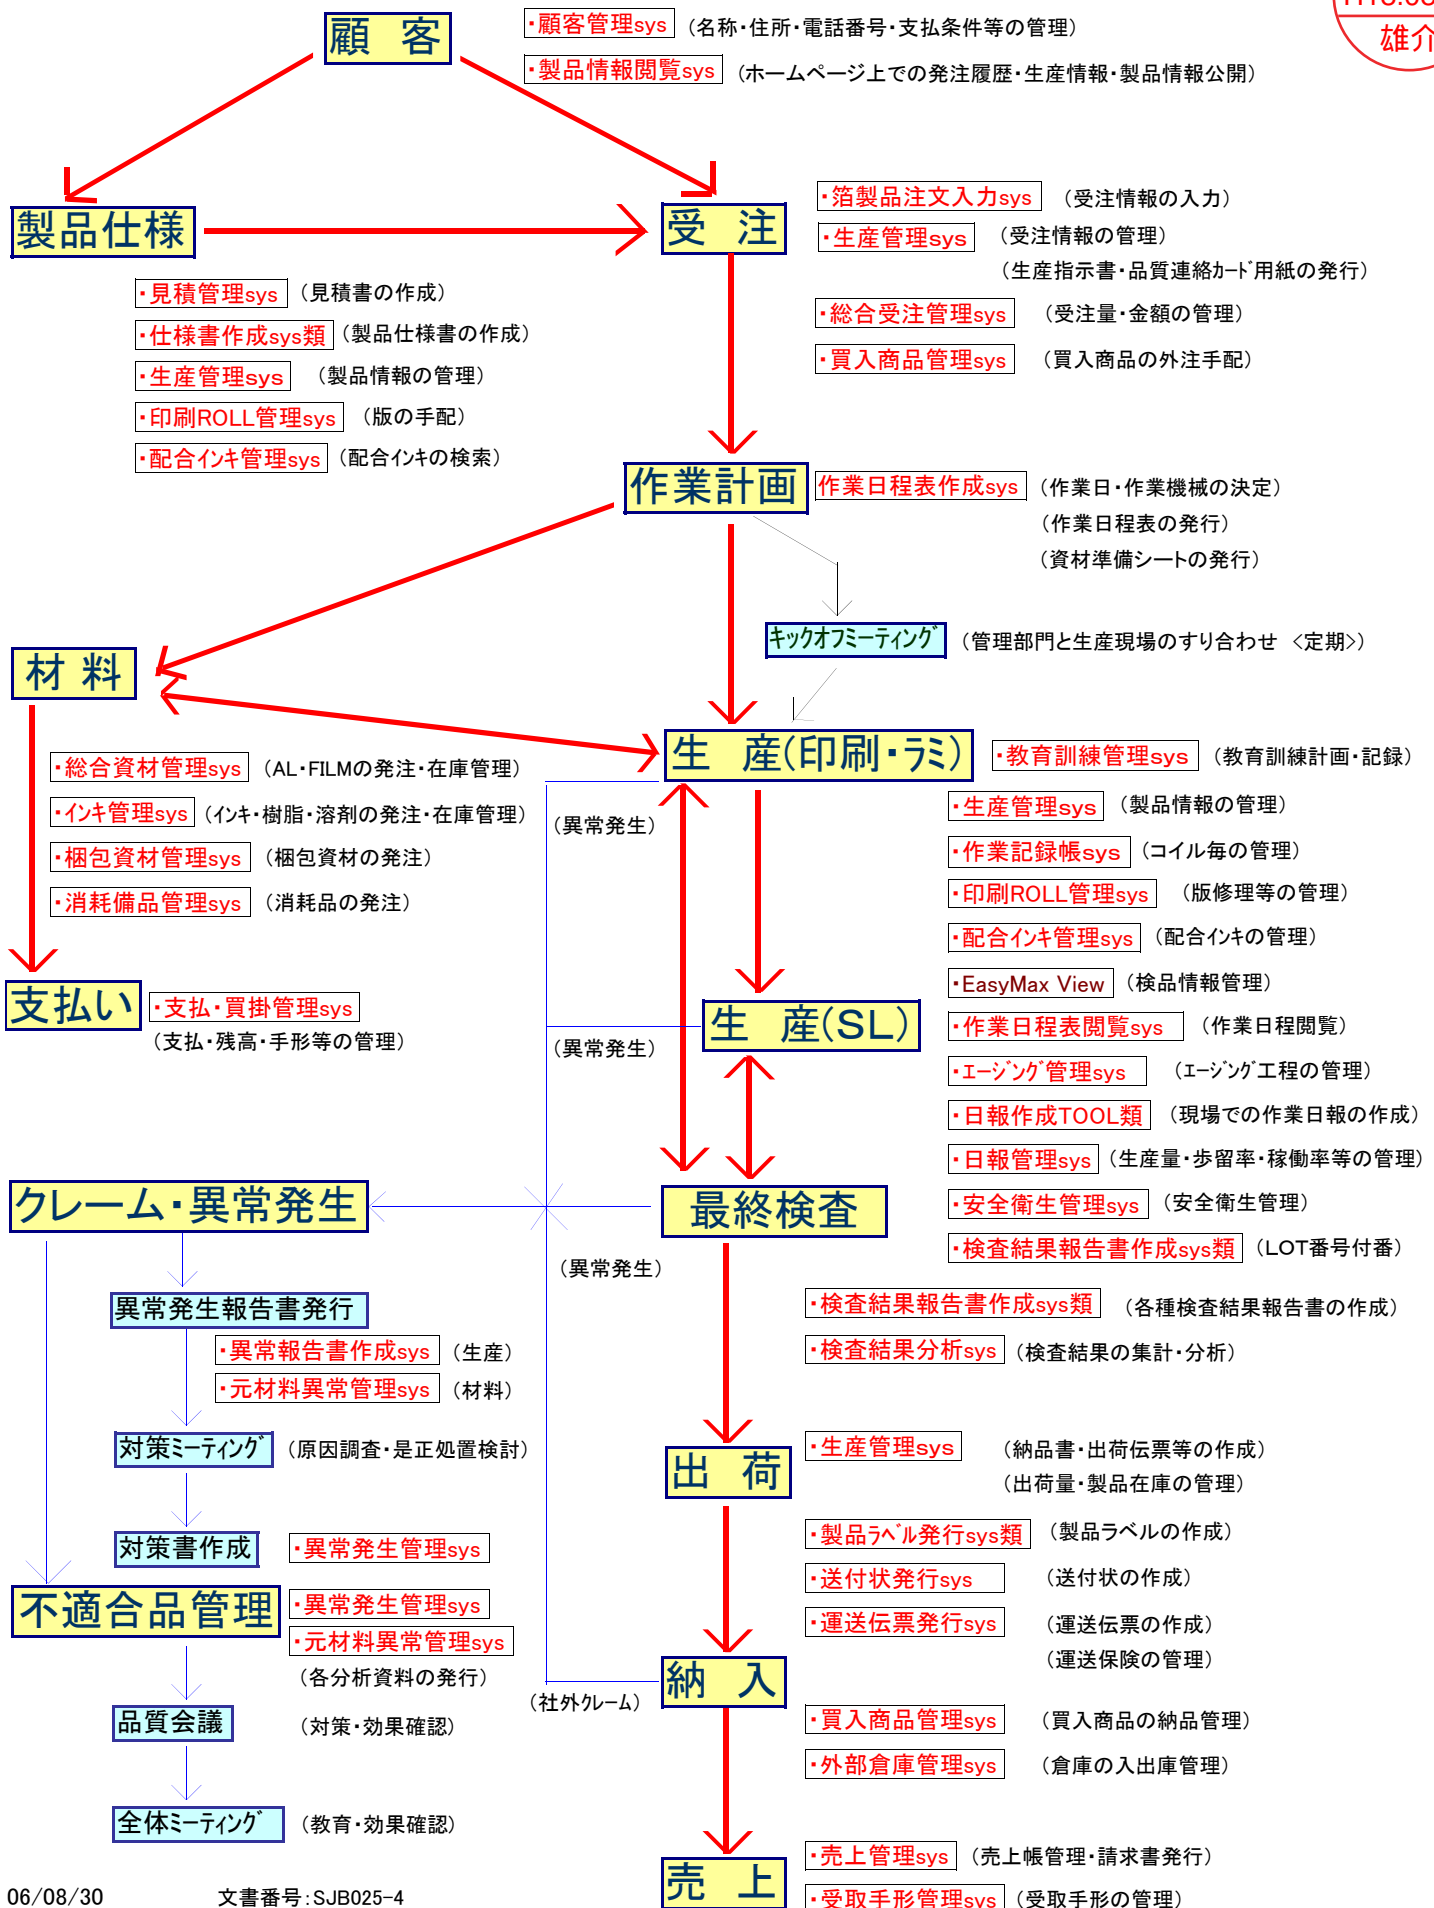 顧 客
・顧客管理sys (名称・住所・電話番号・支払条件等の管理)
・製品情報閲覧sys (ホームページ上での発注履歴・生産情報・製品情報公開)
雄介
製品仕様
受 注
・箔製品注文入力sys (受注情報の入力)
・生産管理sys (受注情報の管理)
(生産指示書・品質連絡カード用紙の発行)
・見積管理sys (見積書の作成)
・総合受注管理sys (受注量・金額の管理)
・仕様書作成sys類 (製品仕様書の作成)
・買入商品管理sys (買入商品の外注手配)
・生産管理sys (製品情報の管理)
・印刷ROLL管理sys (版の手配)
・配合インキ管理sys (配合インキの検索)
作業計画
作業日程表作成sys (作業日・作業機械の決定)
(作業日程表の発行)
(資材準備シートの発行)
キックオフミーティング (管理部門と生産現場のすり合わせ <定期>)
材 料
生 産(印刷・ラミ)
・教育訓練管理sys (教育訓練計画・記録)
・総合資材管理sys (AL・FILMの発注・在庫管理)
・インキ管理sys (インキ・樹脂・溶剤の発注・在庫管理)
・梱包資材管理sys (梱包資材の発注)
・消耗備品管理sys (消耗品の発注)
(異常発生)
・生産管理sys (製品情報の管理)
・作業記録帳sys (コイル毎の管理)
・印刷ROLL管理sys (版修理等の管理)
・配合インキ管理sys (配合インキの管理)
・EasyMax View (検品情報管理)
・作業日程表閲覧sys (作業日程閲覧)
・エージング管理sys (エージング工程の管理)
・日報作成TOOL類 (現場での作業日報の作成)
・日報管理sys (生産量・歩留率・稼働率等の管理)
・安全衛生管理sys (安全衛生管理)
・検査結果報告書作成sys類 (LOT番号付番)
支払い
・支払・買掛管理sys
(支払・残高・手形等の管理)
生 産(SL)
(異常発生)
クレーム・異常発生
最終検査
(異常発生)
・検査結果報告書作成sys類 (各種検査結果報告書の作成)
・検査結果分析sys (検査結果の集計・分析)
異常発生報告書発行
・異常報告書作成sys (生産)
・元材料異常管理sys (材料)
対策ミーティング (原因調査・是正処置検討)
対策書作成
・異常発生管理sys
出 荷
・生産管理sys (納品書・出荷伝票等の作成)
(出荷量・製品在庫の管理)
・製品ラベル発行sys類 (製品ラベルの作成)
・送付状発行sys (送付状の作成)
・運送伝票発行sys (運送伝票の作成)
(運送保険の管理)
不適合品管理
・異常発生管理sys
・元材料異常管理sys
(各分析資料の発行)
品質会議 (対策・効果確認)
全体ミーティング (教育・効果確認)
(社外クレーム)
納 入
・買入商品管理sys (買入商品の納品管理)
・外部倉庫管理sys (倉庫の入出庫管理)
売 上
・売上管理sys (売上帳管理・請求書発行)
・受取手形管理sys (受取手形の管理)
06/08/30 文書番号:SJB025-4